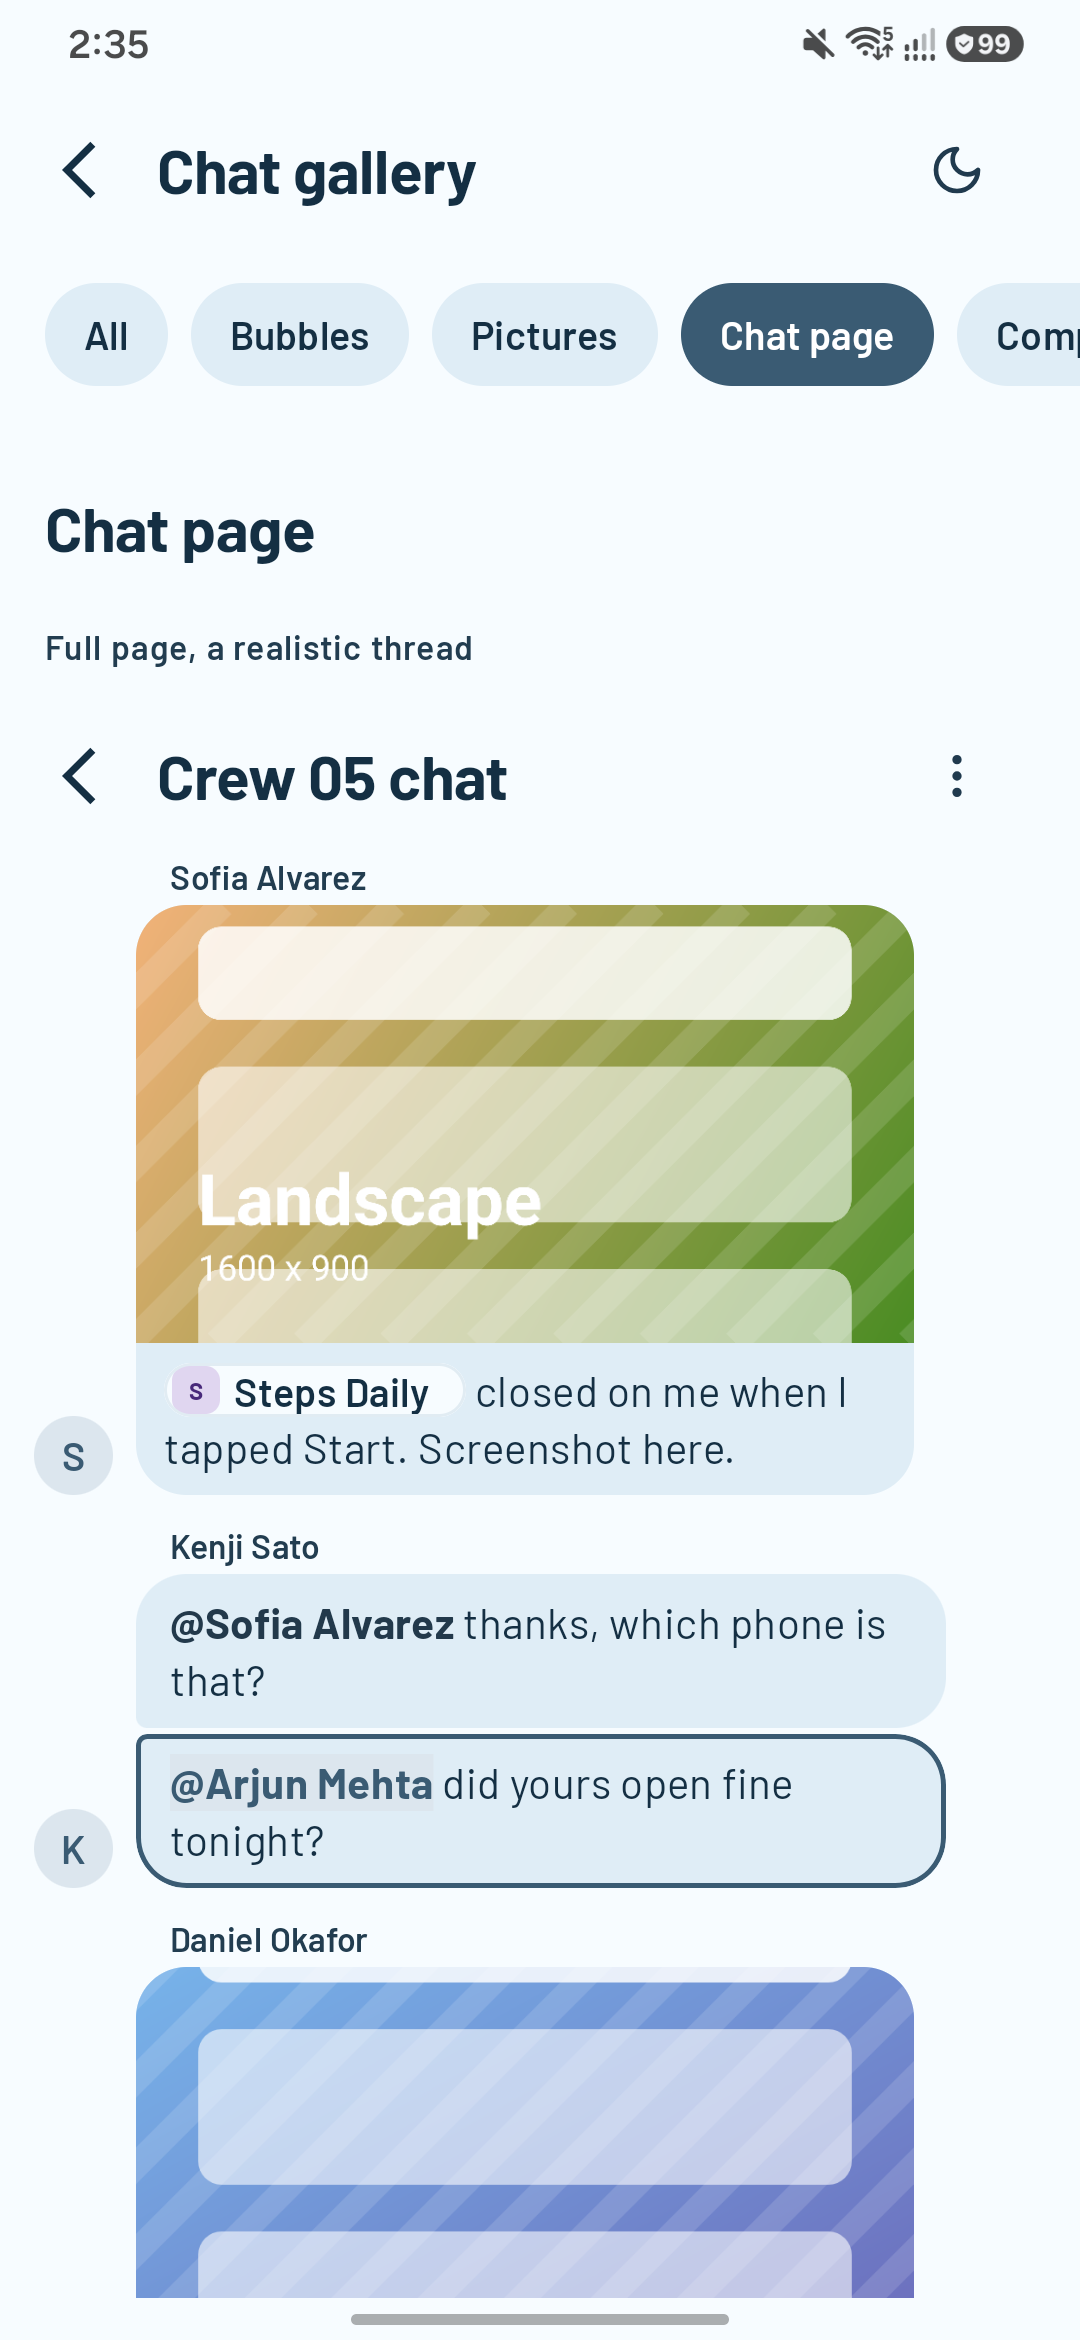 2:35
5
99
Chat gallery
All
Bubbles
Pictures
Chat page
Comp
Chat page
Full page, a realistic thread
Crew 05 chat
Sofia Alvarez
Landscape
1600 x 900
S Steps Daily closed on me when I
tapped Start. Screenshot here.
S
Kenji Sato
@Sofia Alvarez thanks, which phone is
that?
@Arjun Mehta did yours open fine
tonight?
K
Daniel Okafor